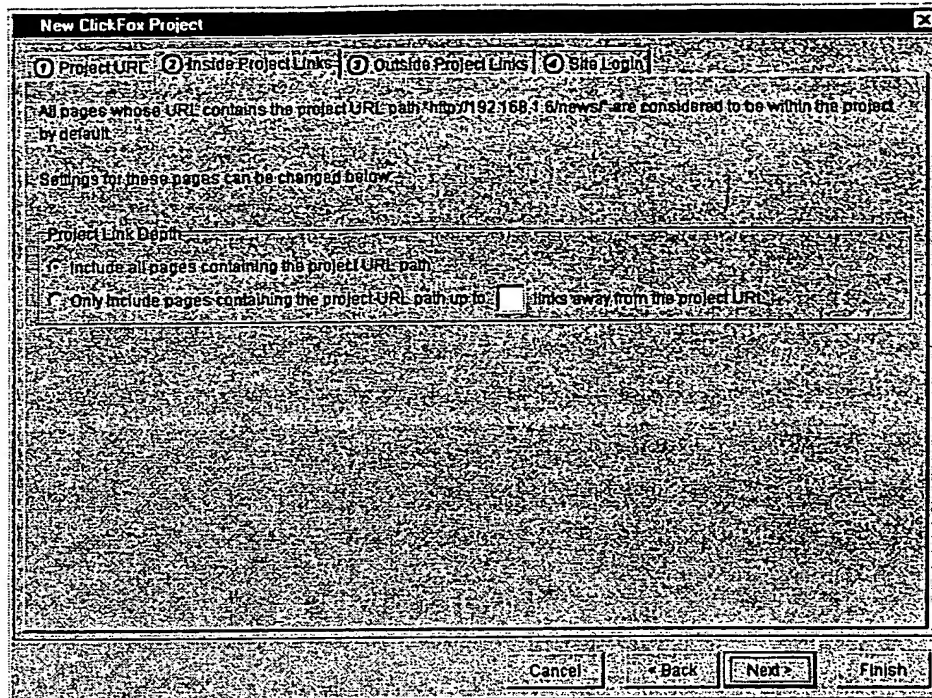 New ClickFox Project
1 Project URL 2 Inside Project Links 3 Outside Project Links 4 Site Login
All pages whose URL contains the project URL path "http://192.168.1.6/news/" are considered to be within the project
by default.
Settings for these pages can be changed below.
Project Link Depth
Include all pages containing the project URL path.
Only include pages containing the project URL path up to links away from the project URL.
Cancel < Back Next > Finish